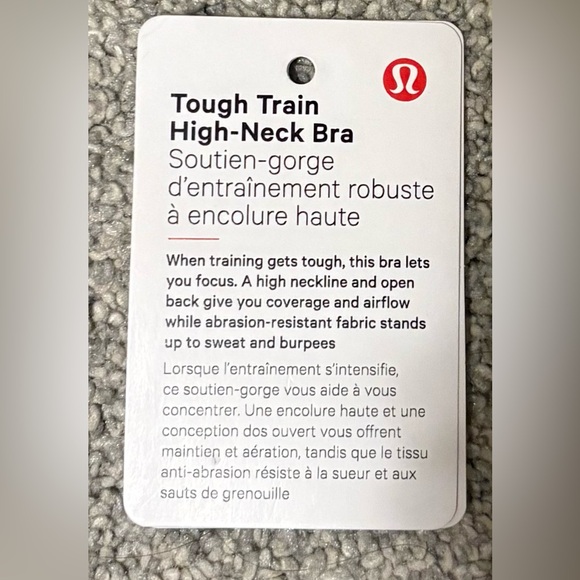 Tough Train
High-Neck Bra
Soutien-gorge
d'entraînement robuste
à encolure haute
When training gets tough, this bra lets
you focus. A high neckline and open
back give you coverage and airflow
while abrasion-resistant fabric stands
up to sweat and burpees
Lorsque l'entraînement s'intensifie,
ce soutien-gorge vous aide à vous
concentrer. Une encolure haute et une
conception dos ouvert vous offrent
maintien et aération, tandis que le tissu
anti-abrasion résiste à la sueur et aux
sauts de grenouille